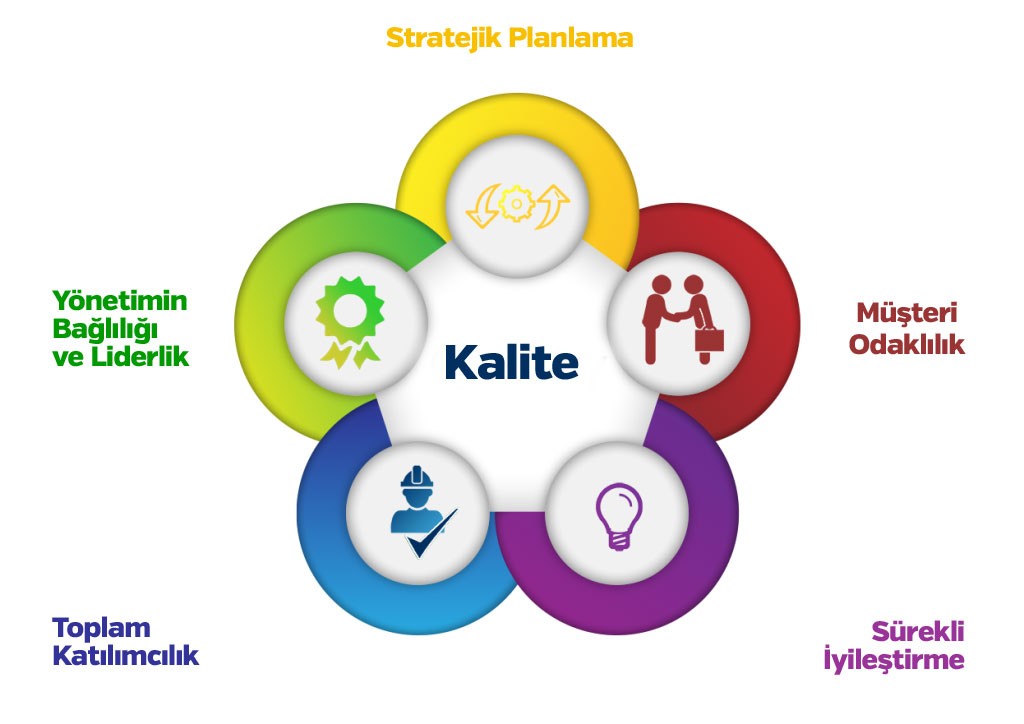 Stratejik Planlama
Yönetimin
Bağlılığı
ve Liderlik
Müşteri
Odaklılık
Kalite
Toplam
Katılımcılık
Sürekli
İyileştirme